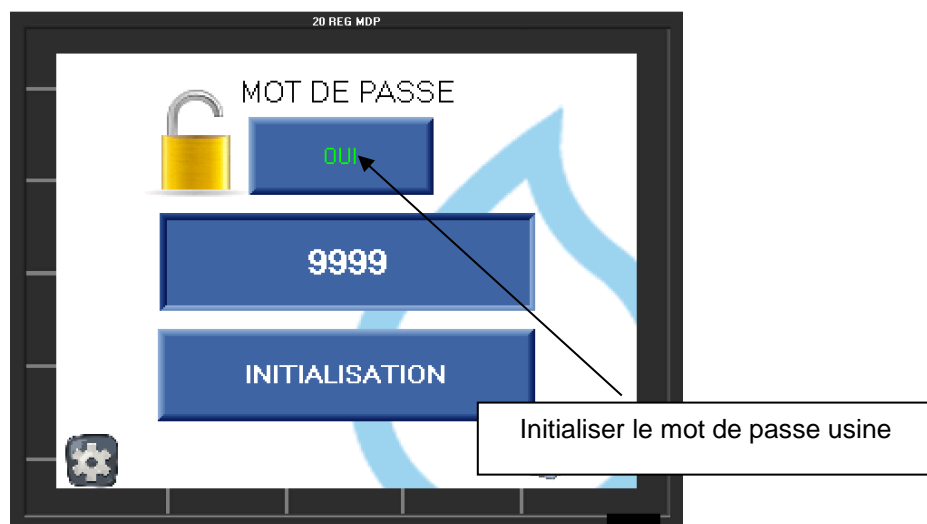 20 REG MDP
MOT DE PASSE
OUI
9999
INITIALISATION
Initialiser le mot de passe usine